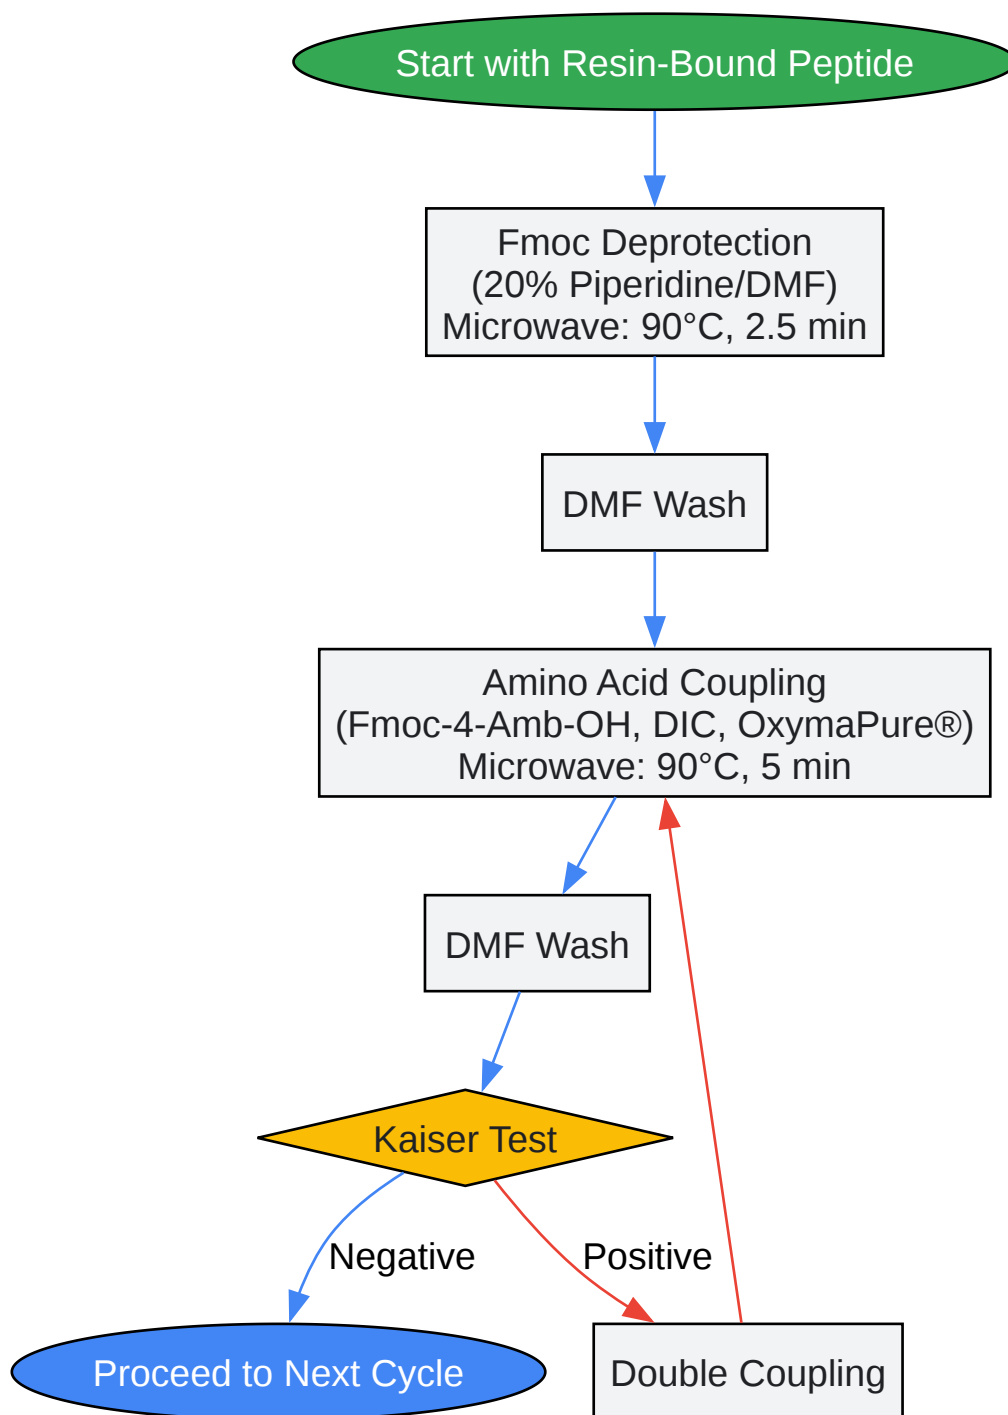 Start with Resin-Bound Peptide
Fmoc Deprotection
(20% Piperidine/DMF)
Microwave: 90°C, 2.5 min
DMF Wash
Amino Acid Coupling
(Fmoc-4-Amb-OH, DIC, OxymaPure®)
Microwave: 90°C, 5 min
DMF Wash
Kaiser Test
Negative
Positive
Proceed to Next Cycle
Double Coupling